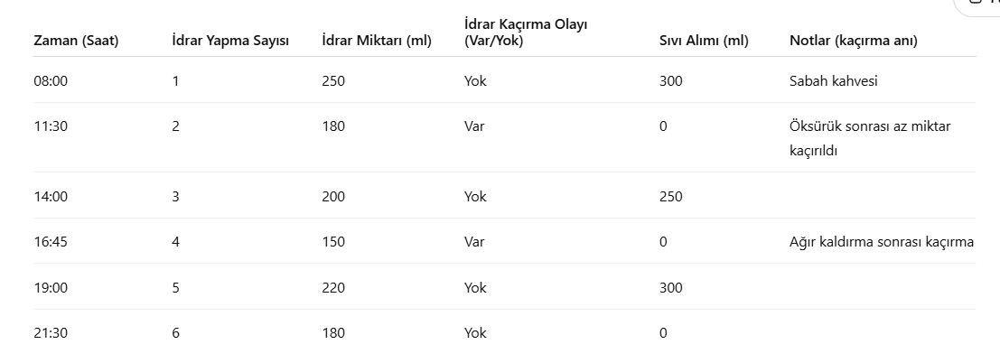 İdrar Kaçırma Olayı
Zaman (Saat) İdrar Yapma Sayısı İdrar Miktarı (ml) (Var/Yok) Sıvı Alımı (ml) Notlar (kaçırma anı)
08:00 1 250 Yok 300 Sabah kahvesi
11:30 2 180 Var 0 Öksürük sonrası az miktar
kaçırıldı
14:00 3 200 Yok 250
16:45 4 150 Var 0 Ağır kaldırma sonrası kaçırma
19:00 5 220 Yok 300
21:30 6 180 Yok 0